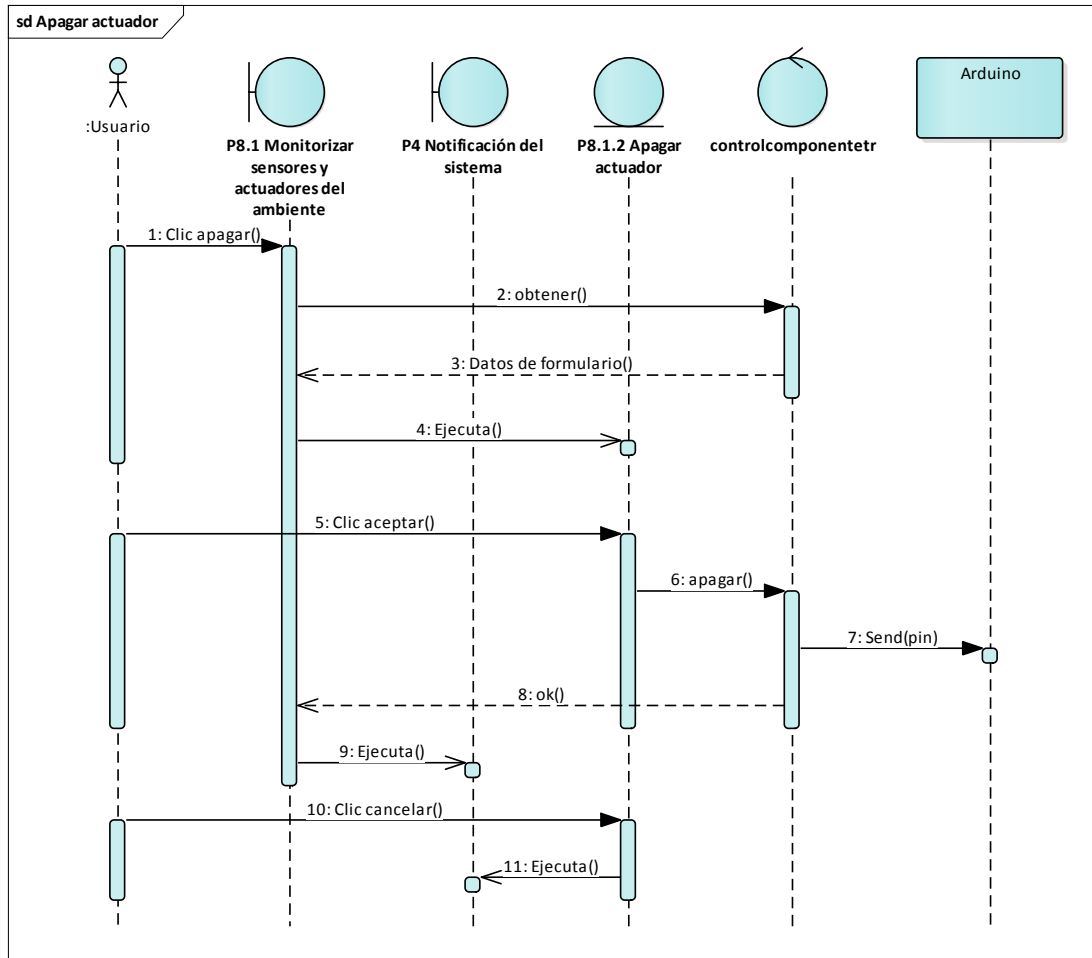 sd Apagar actuador
:Usuario
P8.1 Monitorizar
sensores y
actuadores del
ambiente
P4 Notificación del
sistema
P8.1.2 Apagar
actuador
controlcomponentetr
Arduino
1: Clic apagar()
2: obtener()
3: Datos de formulario()
4: Ejecuta()
5: Clic aceptar()
6: apagar()
7: Send(pin)
8: ok()
9: Ejecuta()
10: Clic cancelar()
11: Ejecuta()